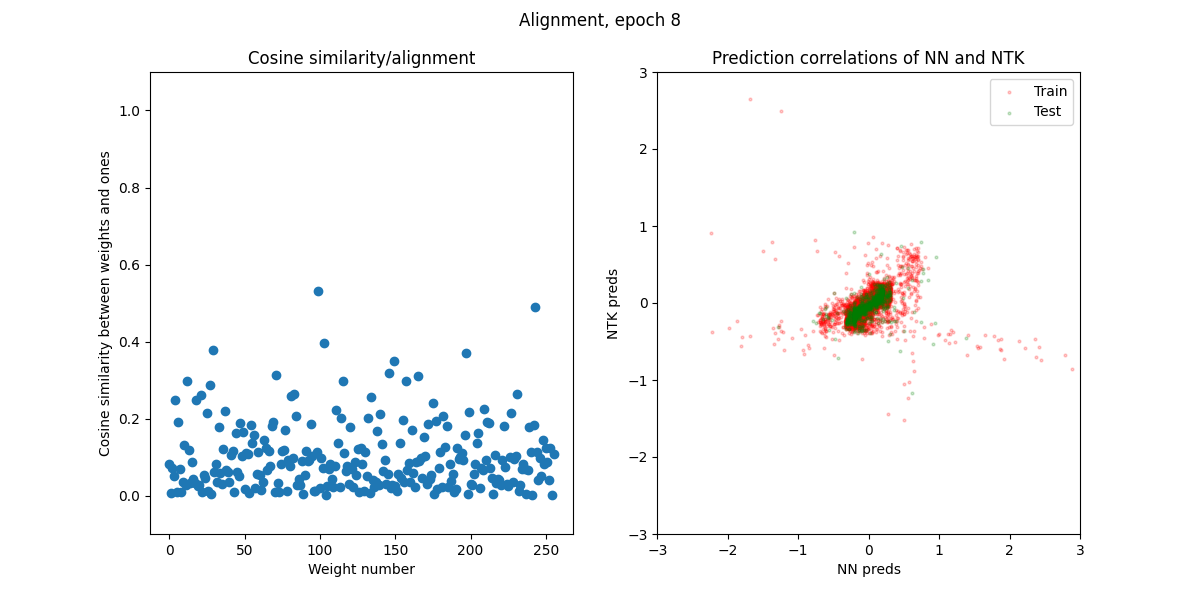 Alignment, epoch 8
Cosine similarity/alignment
Cosine similarity between weights and ones
1.0
0.8
0.6
0.4
0.2
0.0
0 50 100 150 200 250
Weight number
Prediction correlations of NN and NTK
NTK preds
3
2
1
0
−1
−2
−3
−3 −2 −1 0 1 2 3
NN preds
Train
Test